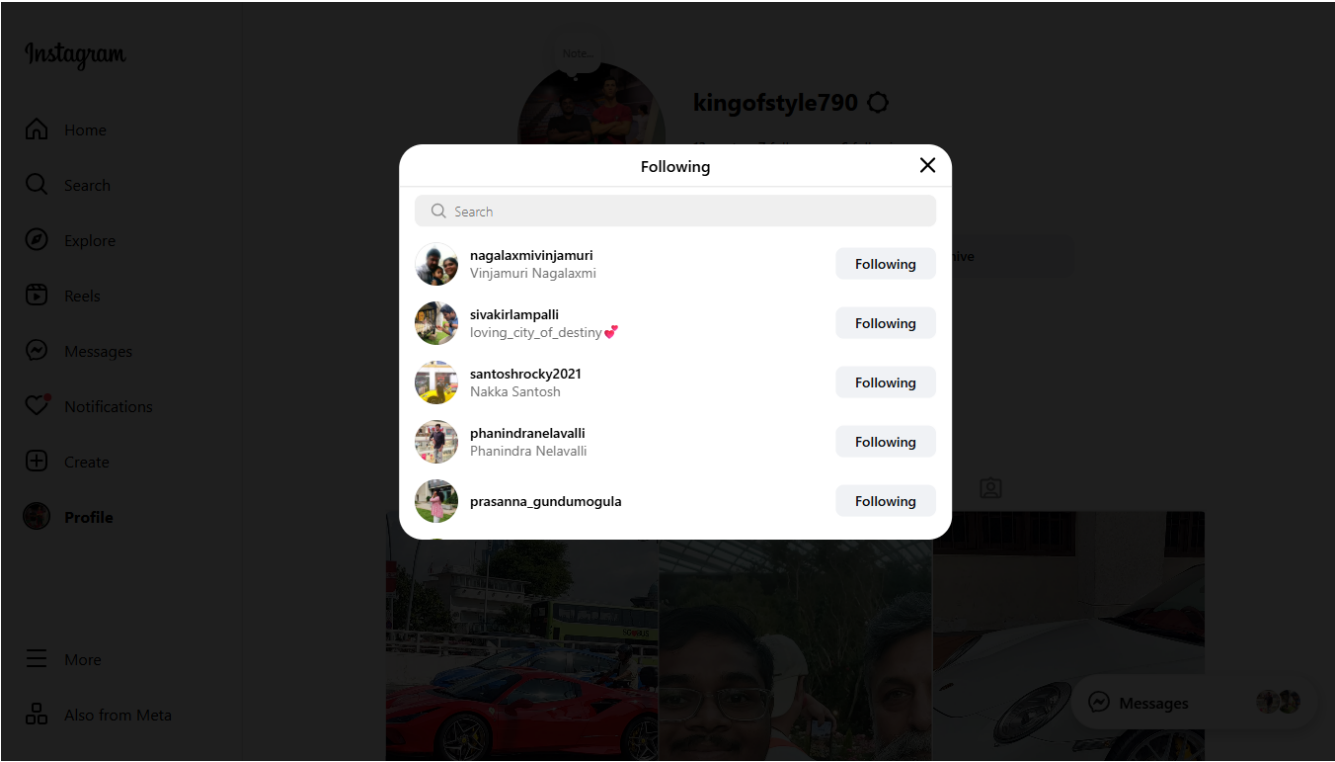 Instagram
Note...
kingofstyle790
Home
Search
Explore
Reels
Messages
Notifications
Create
Profile
More
Also from Meta
Following
Search
nagalaxmivinjamuri
Vinjamuri Nagalaxmi
Following
sivakirlampalli
loving_city_of_destiny💕
Following
santoshrocky2021
Nakka Santosh
Following
phanindranelavalli
Phanindra Nelavalli
Following
prasanna_gundumogula
Following
Messages